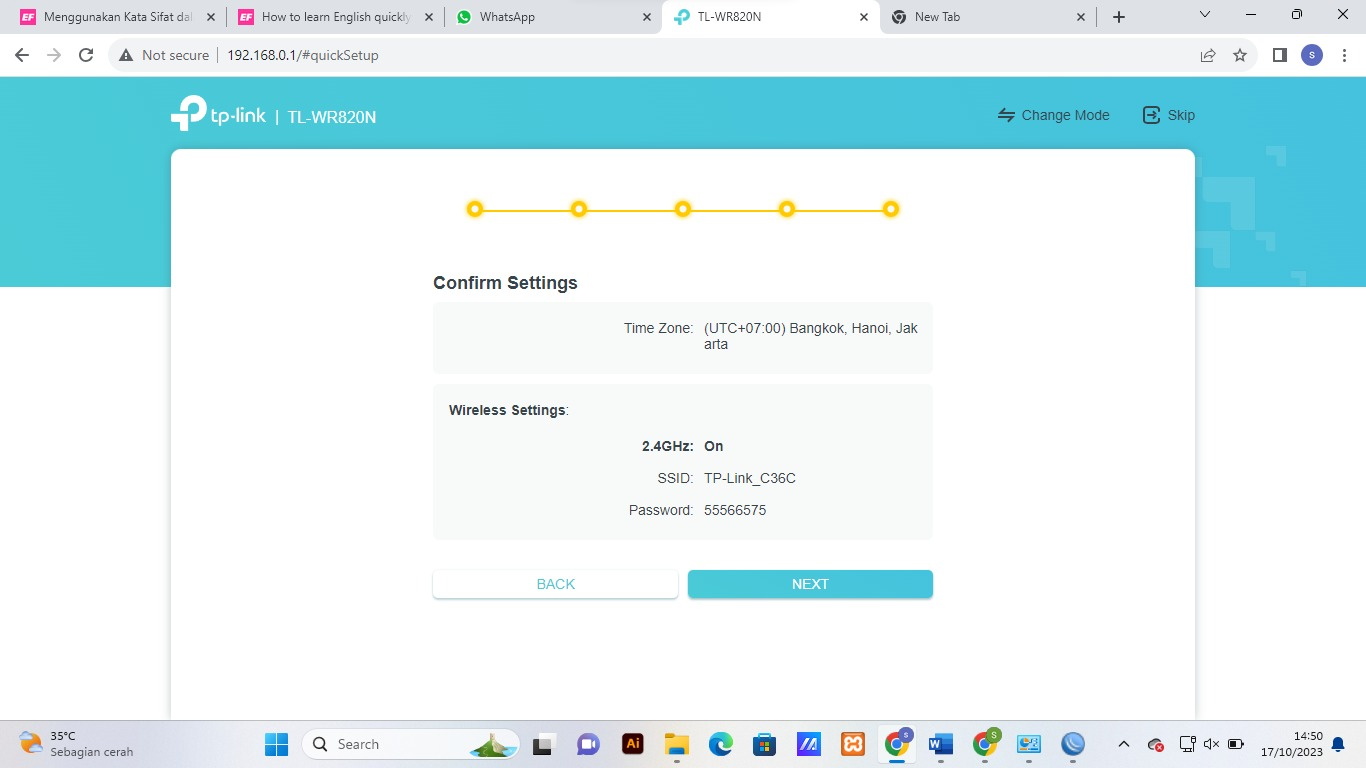 EF Menggunakan Kata Sifat dal
EF How to learn English quickly
WhatsApp
TL-WR820N
New Tab
Not secure
192.168.0.1/#quickSetup
S
tp-link | TL-WR820N
Change Mode
Skip
Confirm Settings
Time Zone: (UTC+07:00) Bangkok, Hanoi, Jak
arta
Wireless Settings:
2.4GHz: On
SSID: TP-Link_C36C
Password: 55566575
BACK
NEXT
35°C
Sebagian cerah
Search
Ai
S
W
S
14:50
17/10/2023